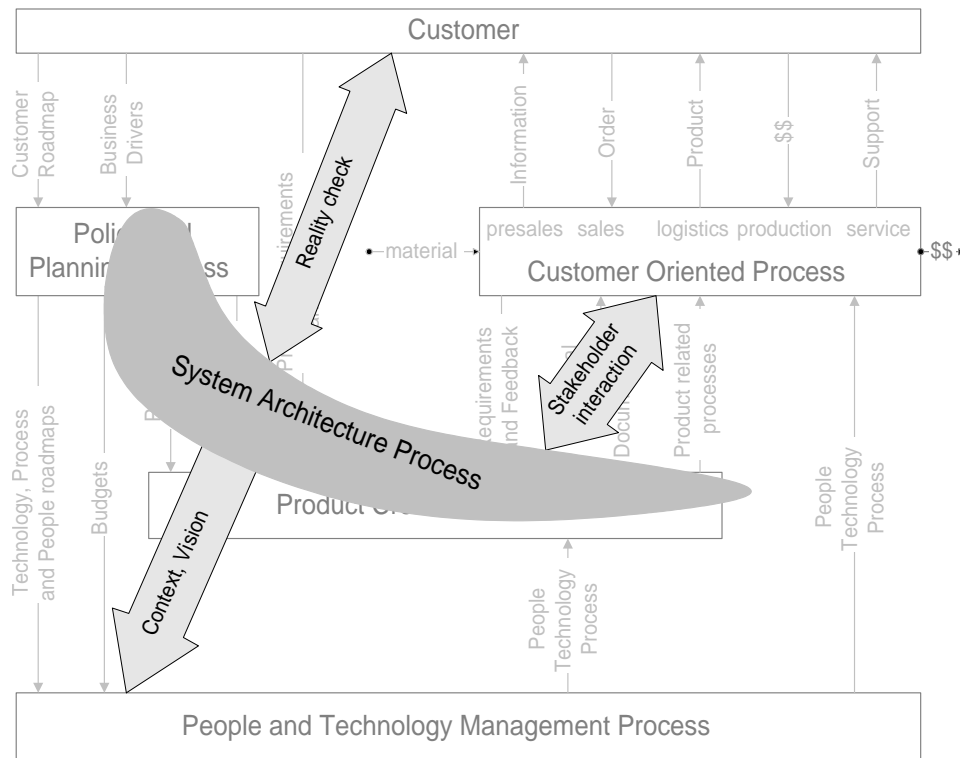 Customer
Customer
Roadmap
Business
Drivers
Information
Order
Product
$$
Support
Reality check
material
presales
sales
logistics
production
service
Customer Oriented Process
$$
System Architecture Process
Stakeholder
interaction
and Feedback
Product related
processes
Technology, Process
and People roadmaps
Budgets
Context, Vision
Product
People
Technology
Process
People
Technology
Process
People and Technology Management Process